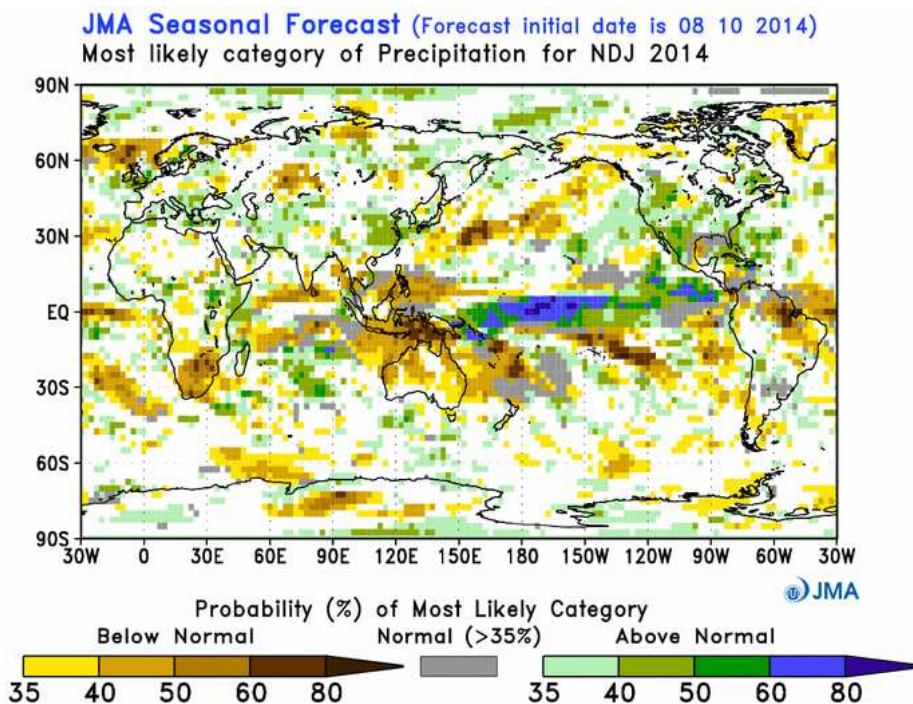 JMA Seasonal Forecast (Forecast initial date is 08 10 2014)
Most likely category of Precipitation for NDJ 2014
90N
60N
30N
EQ
30S
60S
90S
30W 0 30E 60E 90E 120E 150E 180 150W 120W 90W 60W 30W
JMA
Probability (%) of Most Likely Category
Below Normal Normal (>35%) Above Normal
35 40 50 60 80 35 40 50 60 80